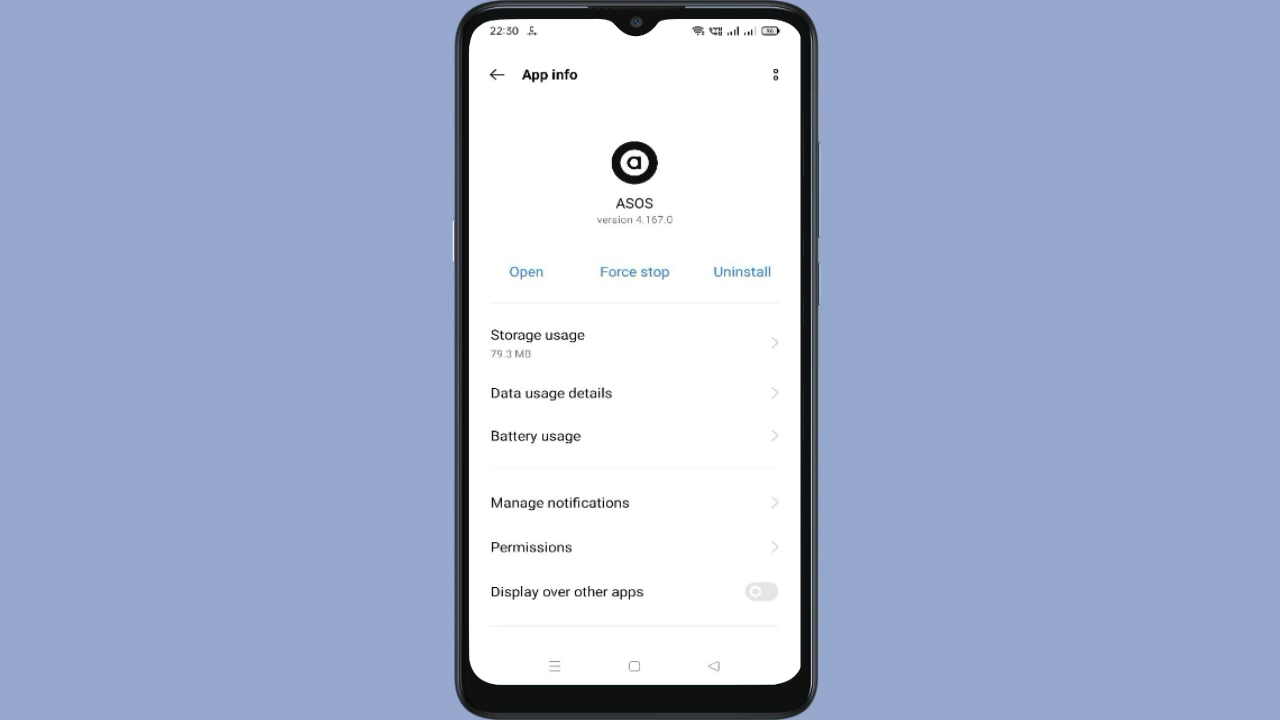 22:30
App info
a
ASOS
version 4.167.0
Open Force stop Uninstall
Storage usage
79.3 MB
Data usage details
Battery usage
Manage notifications
Permissions
Display over other apps